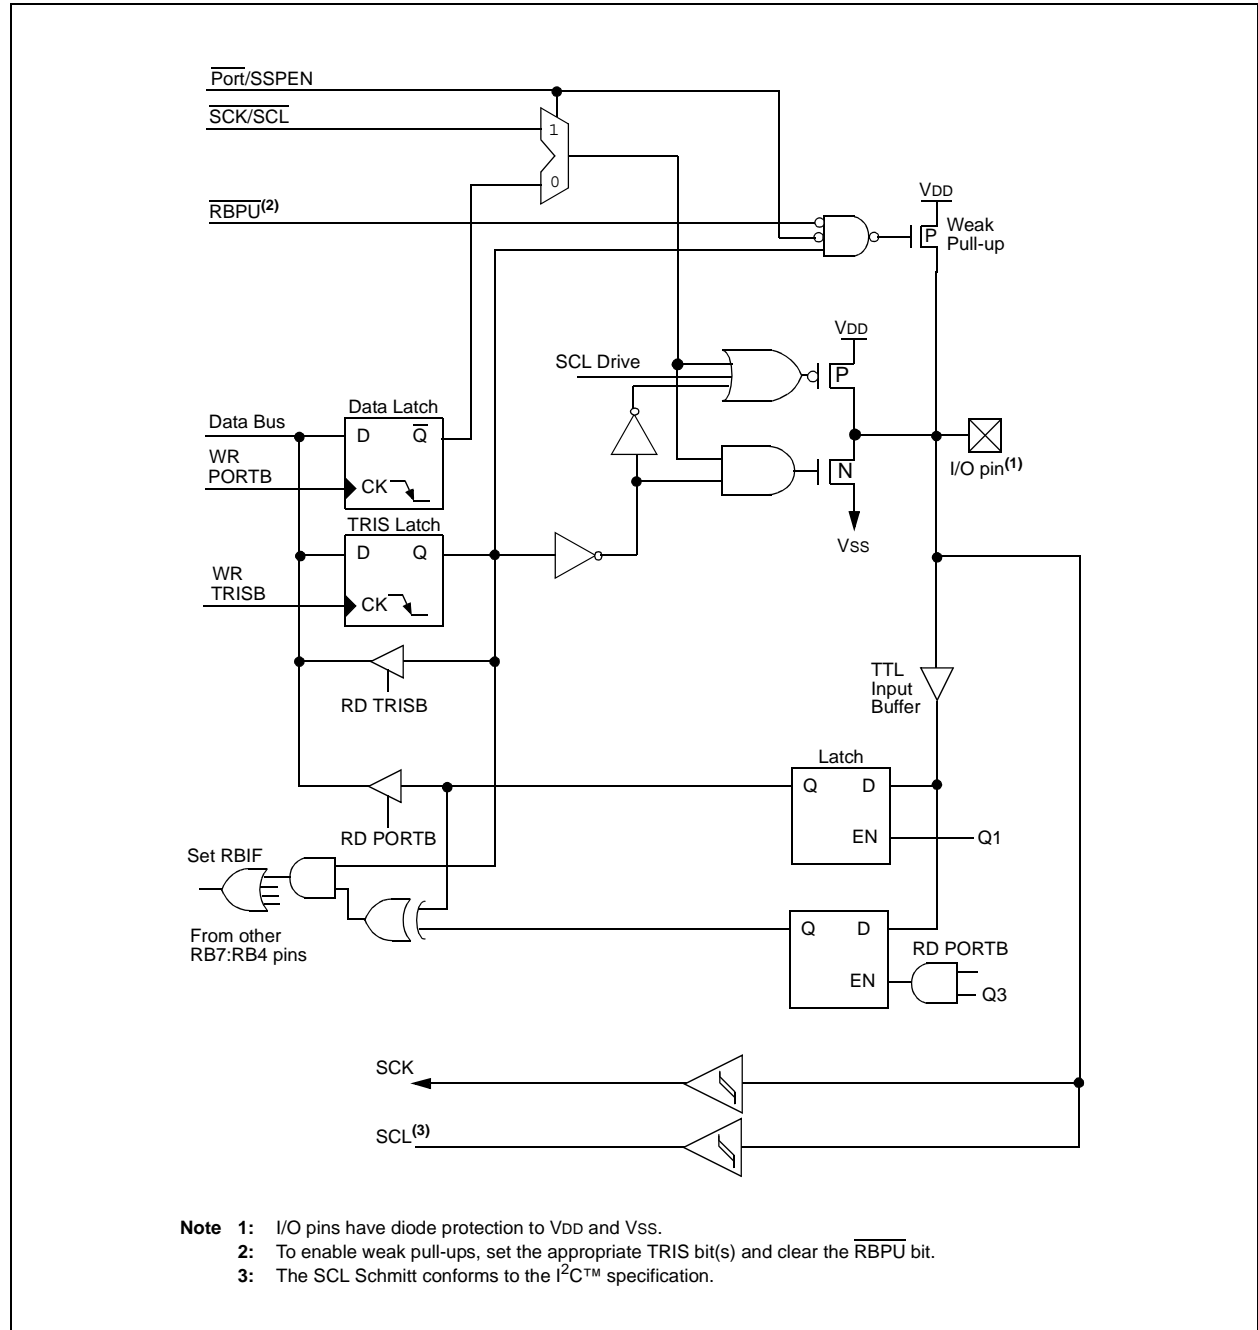 Port/SSPEN
SCK/SCL
1
0
RBPU(2)
VDD
P
Weak
Pull-up
VDD
SCL Drive
P
Data Latch
Data Bus
D Q
WR
PORTB
CK
N
I/O pin(1)
VSS
TRIS Latch
D Q
WR
TRISB
CK
RD TRISB
TTL
Input
Buffer
Latch
Q D
EN
Q1
RD PORTB
Set RBIF
From other
RB7:RB4 pins
Q D
EN
RD PORTB
Q3
SCK
SCL(3)
Note 1: I/O pins have diode protection to VDD and VSS.
2: To enable weak pull-ups, set the appropriate TRIS bit(s) and clear the RBPU bit.
3: The SCL Schmitt conforms to the I2C™ specification.